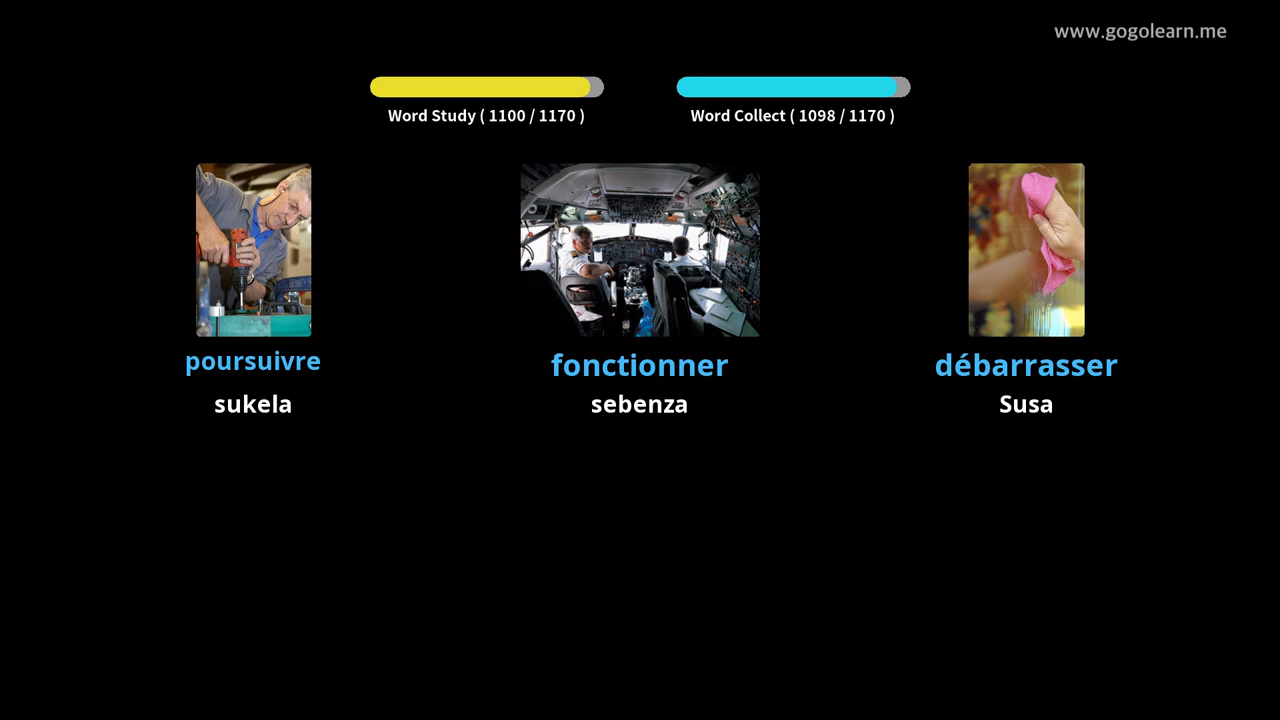 www.gogolearn.me
Word Study ( 1100 / 1170 )
Word Collect ( 1098 / 1170 )
poursuivre
fonctionner
débarrasser
sukela
sebenza
Susa